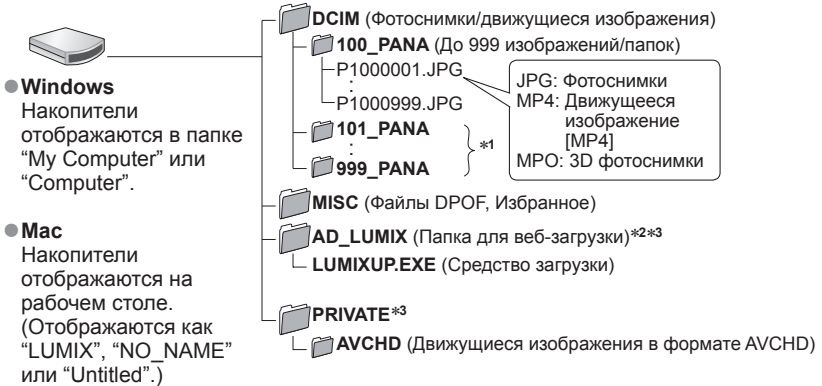 ●Windows
Накопители
отображаются в папке
“My Computer” или
“Computer”.
●Mac
Накопители
отображаются на
рабочем столе.
(Отображаются как
“LUMIX”, “NO_NAME”
или “Untitled”.)
DCIM (Фотоснимки/движущиеся изображения)
100_PANA (До 999 изображений/папок)
P1000001.JPG
:
P1000999.JPG
JPG: Фотоснимки
MP4: Движущееся
изображение
[MP4]
MPO: 3D фотоснимки
101_PANA
:
*1
999_PANA
MISC (Файлы DPOF, Избранное)
AD_LUMIX (Папка для веб-загрузки)*2*3
LUMIXUP.EXE (Средство загрузки)
PRIVATE*3
AVCHD (Движущиеся изображения в формате AVCHD)